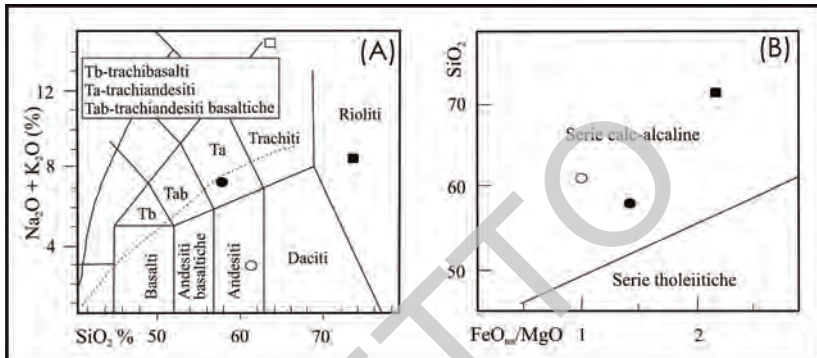 (A)
Tb-trachibasalti
Ta-trachiandesiti
Tab-trachiandesiti basaltiche
Trachiti
Rioliti
Ta
Tab
Tb
Basalti
Andesiti basaltiche
Andesiti
Daciti
Na₂O + K₂O (%)
12
8
4
SiO₂ %
50
60
70
(B)
SiO₂
70
60
50
Serie calc-alcaline
Serie tholeiitiche
FeOtot/MgO
1
2
TTO